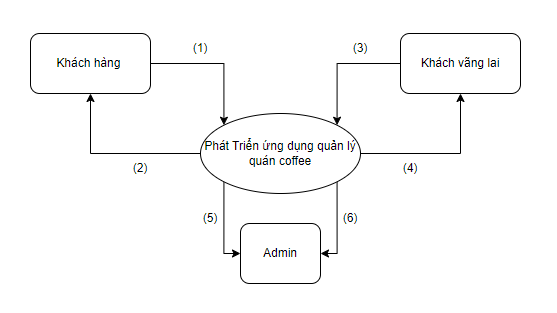 (1)
(3)
Khách hàng
Khách vãng lai
Phát Triển ứng dụng quản lý
quán coffee
(2)
(4)
(5)
(6)
Admin